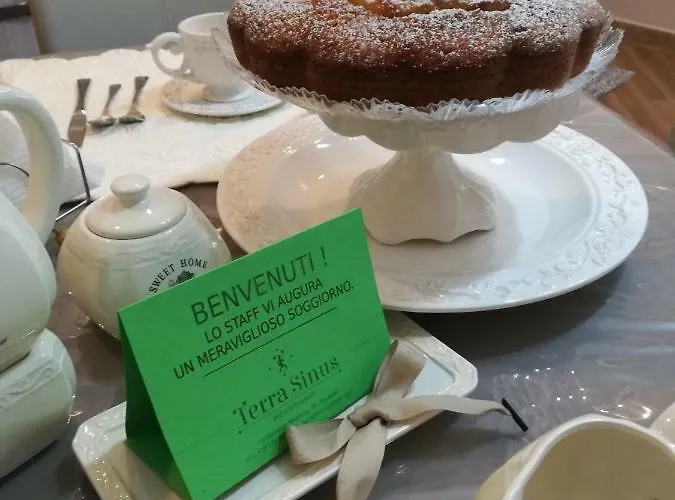 SWEET HOME
BENVENUTI !
LO STAFF VI AUGURA
UN MERAVIGLIOSO SOGGIORNO.
Terra Sinus